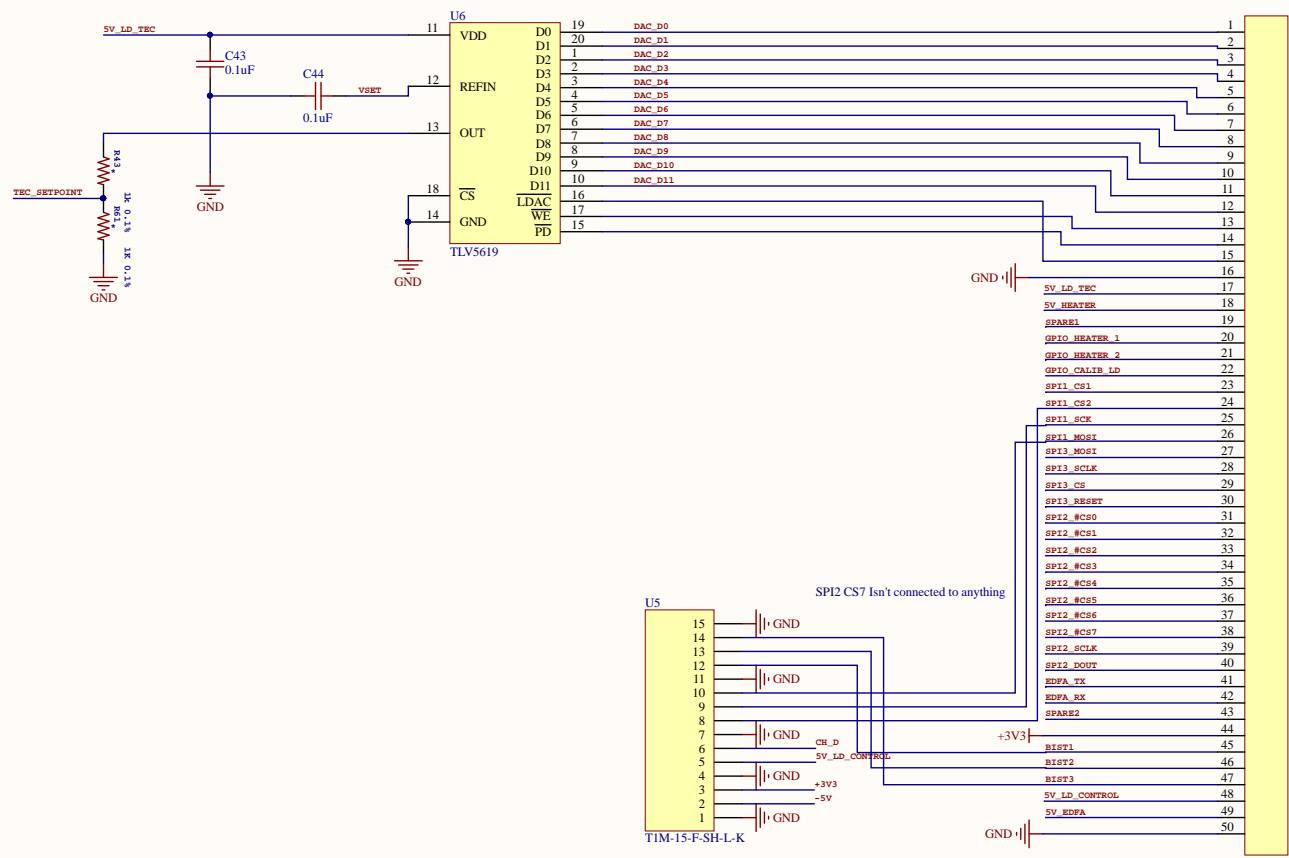 U6
5V_LD_TEC
11 VDD
C43
0.1uF
C44
0.1uF
VSET
12 REFIN
13 OUT
18 CS
14 GND
GND
GND
TLV5619
R43
*
1k 0.1%
R61
*
1K 0.1%
TEC_SETPOINT
GND
D0 19 DAC_D0 1
D1 20 DAC_D1 2
D2 1 DAC_D2 3
D3 2 DAC_D3 4
D4 3 DAC_D4 5
D5 4 DAC_D5 6
D6 5 DAC_D6 7
D7 6 DAC_D7 8
D8 7 DAC_D8 9
D9 8 DAC_D9 10
D10 9 DAC_D10 11
D11 10 DAC_D11 12
LDAC 16 13
WE 17 14
PD 15 15
GND 16
5V_LD_TEC 17
5V_HEATER 18
SPARE1 19
GPIO_HEATER_1 20
GPIO_HEATER_2 21
GPIO_CALIB_LD 22
SPI1_CS1 23
SPI1_CS2 24
SPI1_SCK 25
SPI1_MOSI 26
SPI3_MOSI 27
SPI3_SCLK 28
SPI3_CS 29
SPI3_RESET 30
SPI2_#CS0 31
SPI2_#CS1 32
SPI2_#CS2 33
SPI2_#CS3 34
SPI2_#CS4 35
SPI2_#CS5 36
SPI2_#CS6 37
SPI2_#CS7 38
SPI2_SCLK 39
SPI2_DOUT 40
EDFA_TX 41
EDFA_RX 42
SPARE2 43
+3V3 44
BIST1 45
BIST2 46
BIST3 47
5V_LD_CONTROL 48
5V_EDFA 49
GND 50
SPI2 CS7 Isn't connected to anything
U5
15 GND
14
13
12
11 GND
10
9
8
7 GND
6 CH_D
5 5V_LD_CONTROL
4 GND
3 +3V3
2 -5V
1 GND
T1M-15-F-SH-L-K